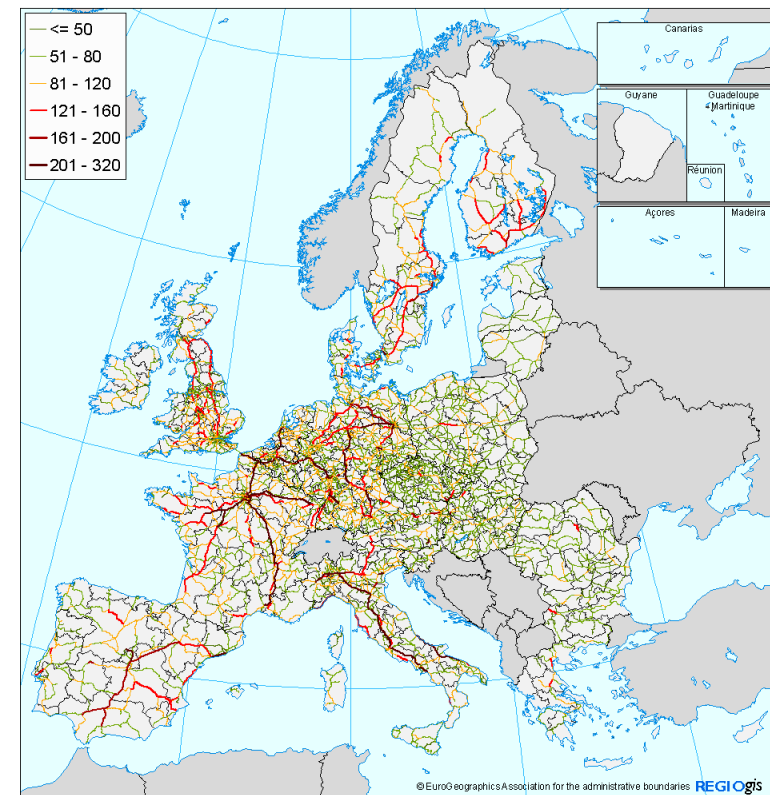 <= 50
51 - 80
81 - 120
121 - 160
161 - 200
201 - 320
Canarias
Guyane
Guadeloupe
Martinique
Réunion
Açores
Madeira
© EuroGeographics Association for the administrative boundaries REGIOgis